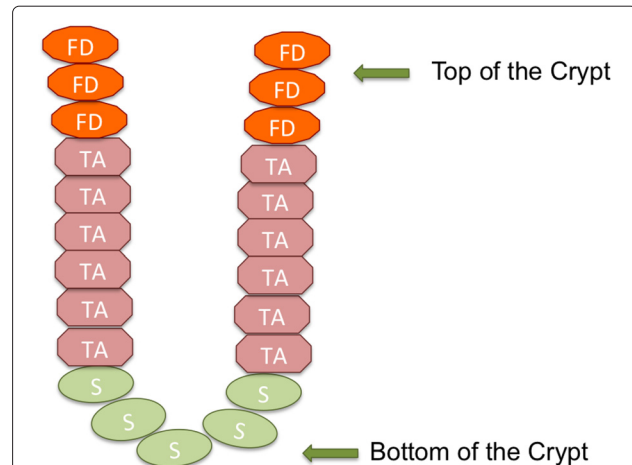 FD FD
FD FD
FD FD
TA TA
TA TA
TA TA
TA TA
TA TA
TA TA
S S
S S
S
Top of the Crypt
Bottom of the Crypt